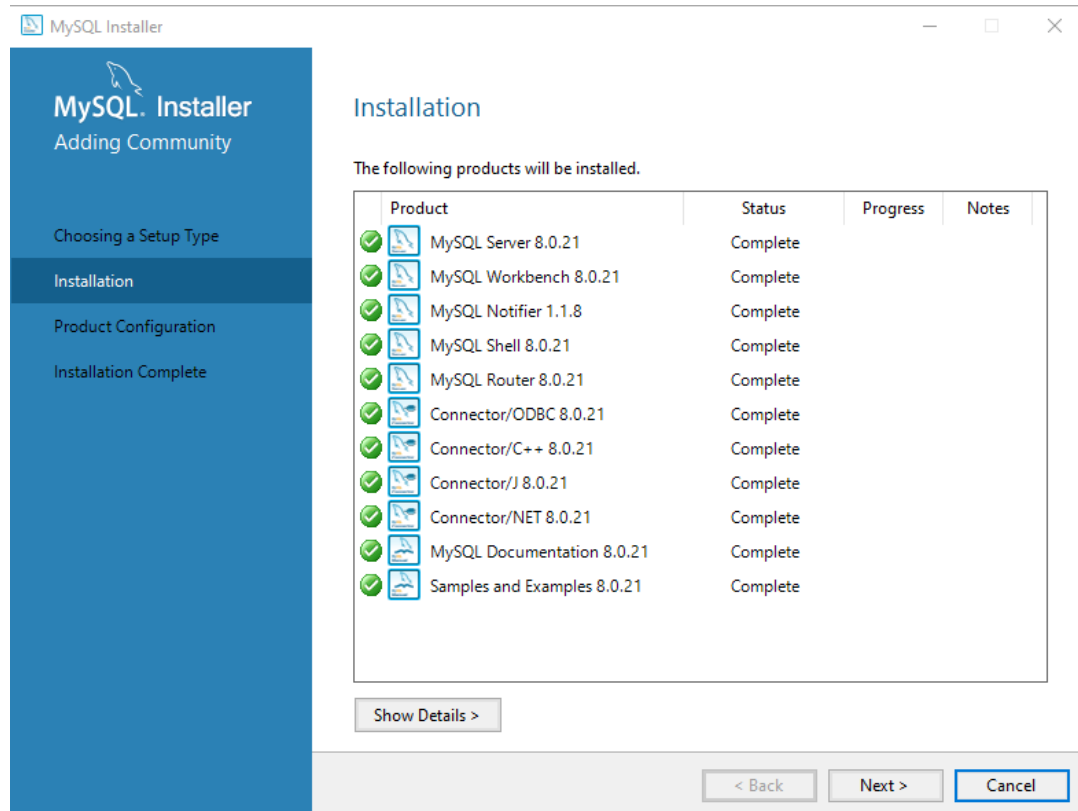 MySQL Installer
MySQL. Installer
Adding Community
Choosing a Setup Type
Installation
Product Configuration
Installation Complete
Installation
The following products will be installed.
Product Status Progress Notes
MySQL Server 8.0.21 Complete
MySQL Workbench 8.0.21 Complete
MySQL Notifier 1.1.8 Complete
MySQL Shell 8.0.21 Complete
MySQL Router 8.0.21 Complete
Connector/ODBC 8.0.21 Complete
Connector/C++ 8.0.21 Complete
Connector/J 8.0.21 Complete
Connector/NET 8.0.21 Complete
MySQL Documentation 8.0.21 Complete
Samples and Examples 8.0.21 Complete
Show Details >
< Back Next > Cancel